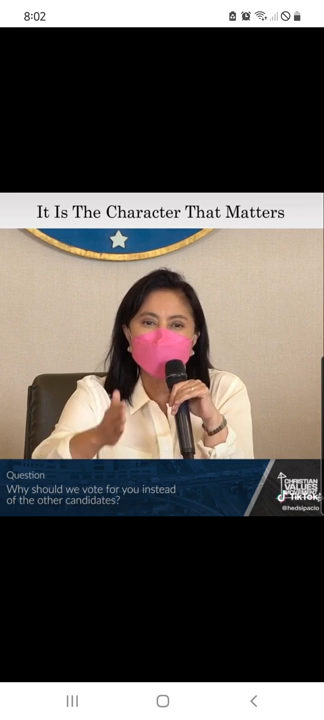 8:02
It Is The Character That Matters
Question
Why should we vote for you instead
of the other candidates?
CHRISTIAN
VALUES
TikTok
@hedsipacio